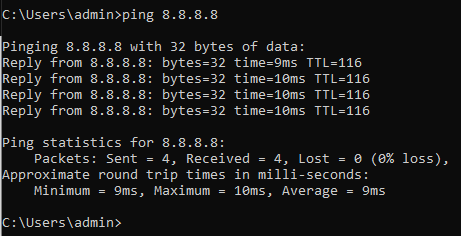 C:\Users\admin>ping 8.8.8.8
Pinging 8.8.8.8 with 32 bytes of data:
Reply from 8.8.8.8: bytes=32 time=9ms TTL=116
Reply from 8.8.8.8: bytes=32 time=10ms TTL=116
Reply from 8.8.8.8: bytes=32 time=10ms TTL=116
Reply from 8.8.8.8: bytes=32 time=10ms TTL=116
Ping statistics for 8.8.8.8:
    Packets: Sent = 4, Received = 4, Lost = 0 (0% loss),
Approximate round trip times in milli-seconds:
    Minimum = 9ms, Maximum = 10ms, Average = 9ms
C:\Users\admin>